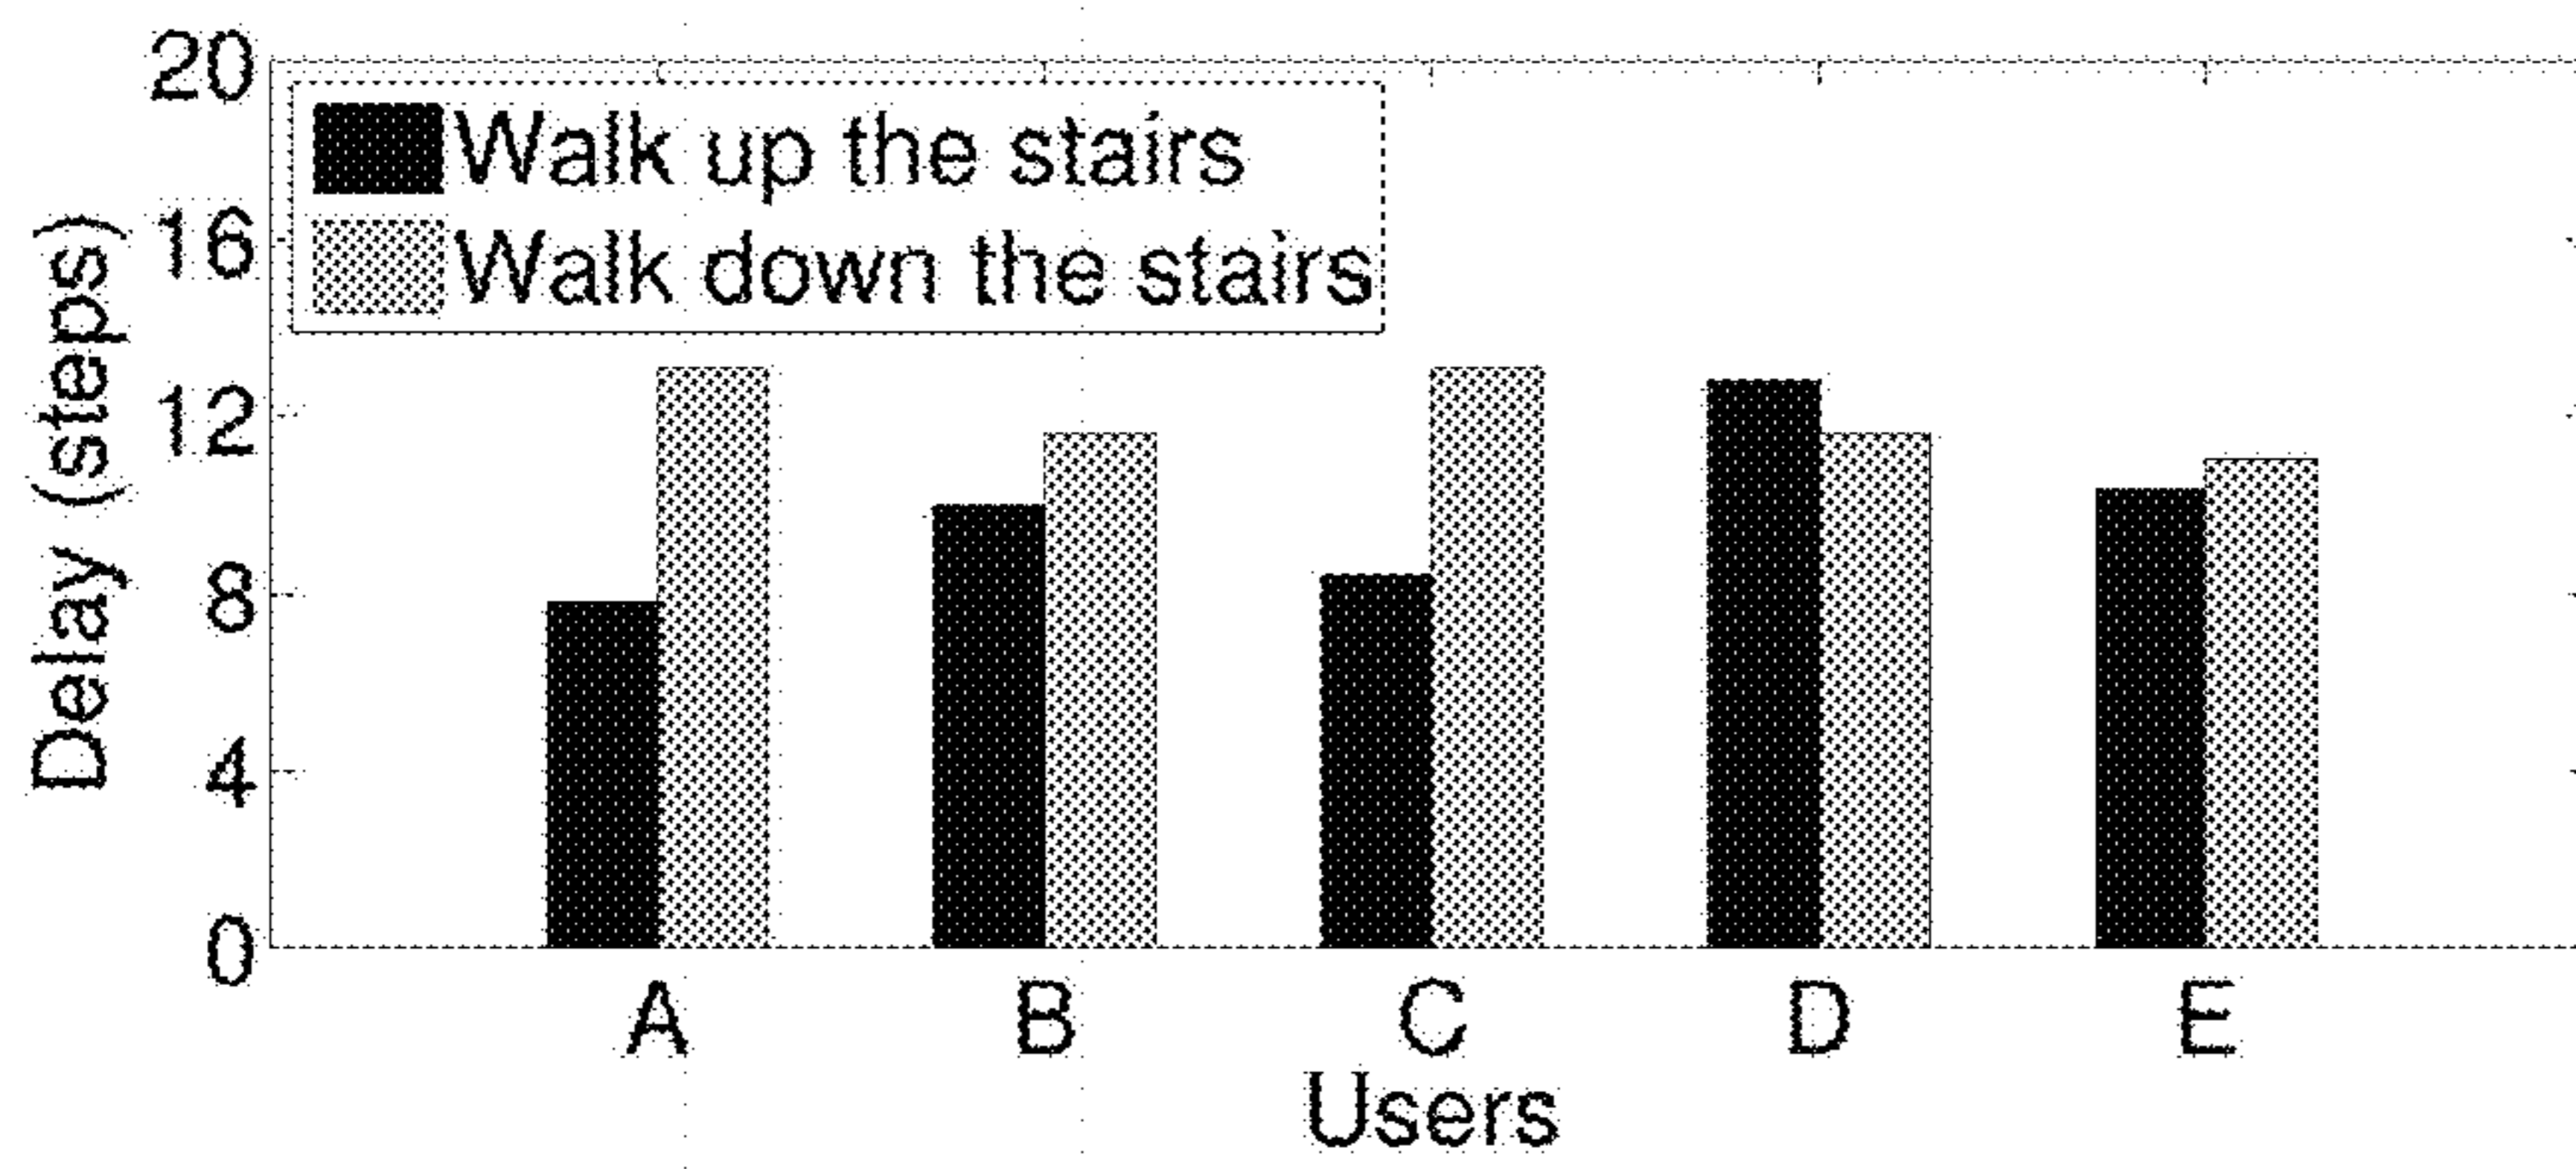 20
Walk up the stairs
16
Walk down the stairs
12
8
4
0
Delay (steps)
A B C D E
Users